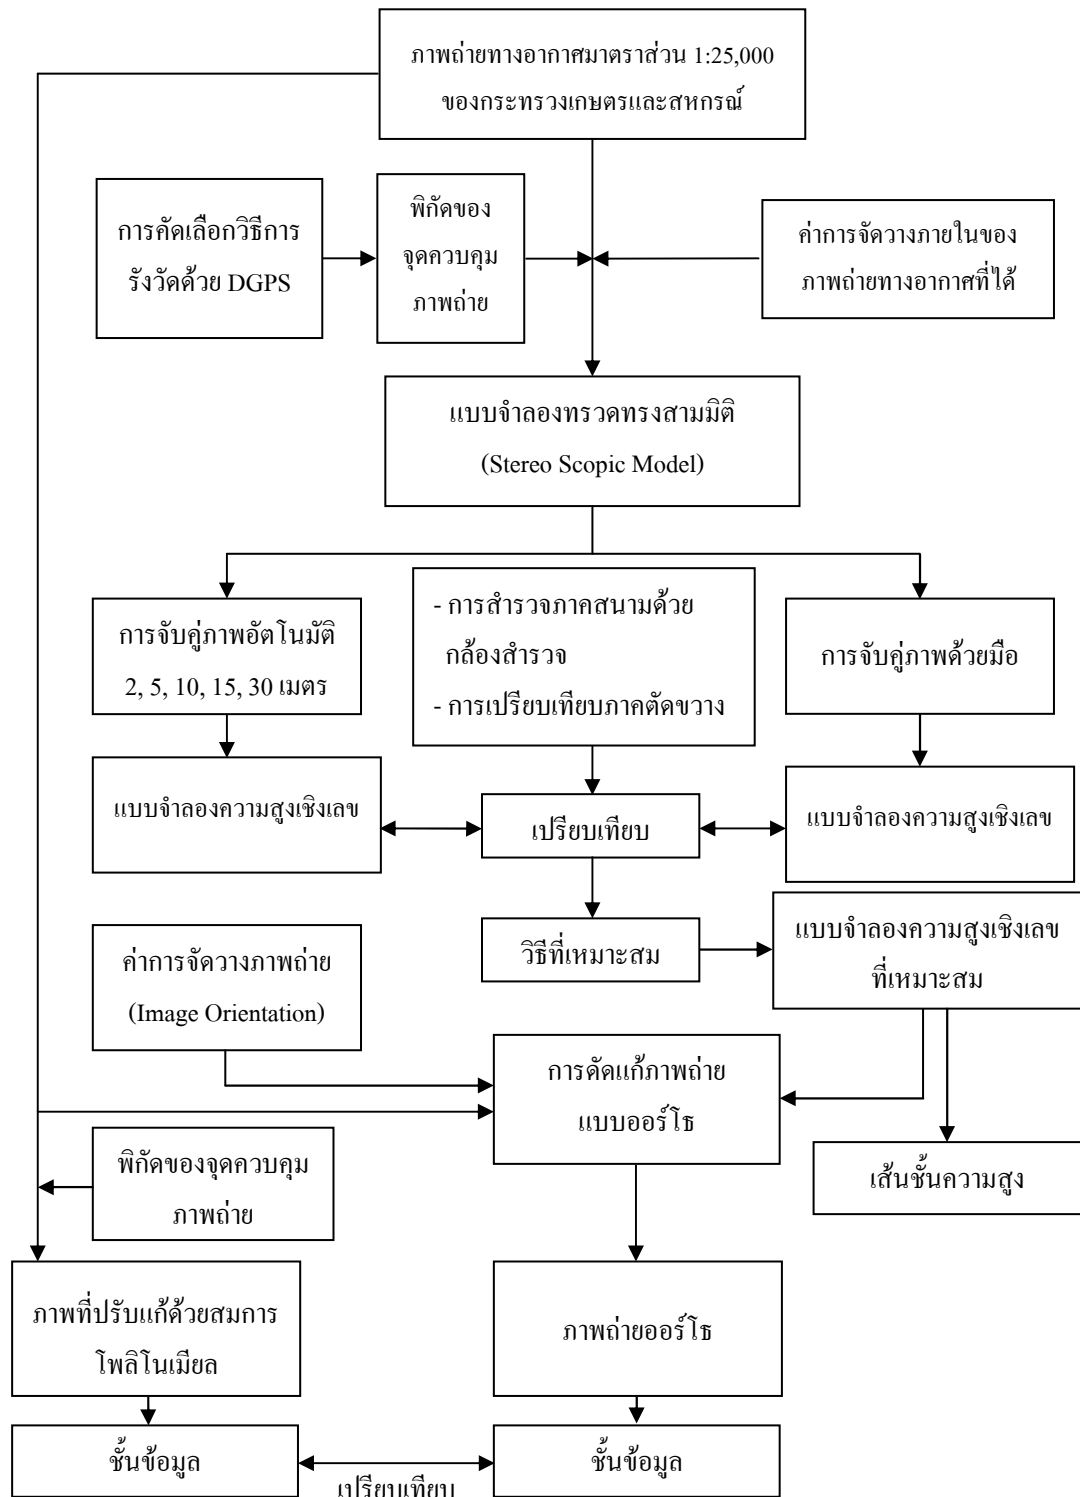 ภาพถ่ายทางอากาศมาตราส่วน 1:25,000
ของกระทรวงเกษตรและสหกรณ์
การคัดเลือกวิธีการ
รังวัดด้วย DGPS
พิกัดของ
จุดควบคุม
ภาพถ่าย
ค่าการจัดวางภายในของ
ภาพถ่ายทางอากาศที่ได้
แบบจำลองทรวดทรงสามมิติ
(Stereo Scopic Model)
การจับคู่ภาพอัตโนมัติ
2, 5, 10, 15, 30 เมตร
- การสำรวจภาคสนามด้วย
กล้องสำรวจ
- การเปรียบเทียบภาคตัดขวาง
การจับคู่ภาพด้วยมือ
แบบจำลองความสูงเชิงเลข
เปรียบเทียบ
แบบจำลองความสูงเชิงเลข
ค่าการจัดวางภาพถ่าย
(Image Orientation)
วิธีที่เหมาะสม
แบบจำลองความสูงเชิงเลข
ที่เหมาะสม
การดัดแก้ภาพถ่าย
แบบออร์โธ
พิกัดของจุดควบคุม
ภาพถ่าย
เส้นชั้นความสูง
ภาพที่ปรับแก้ด้วยสมการ
โพลิโนเมียล
ภาพถ่ายออร์โธ
ชั้นข้อมูล
เปรียบเทียบ
ชั้นข้อมูล